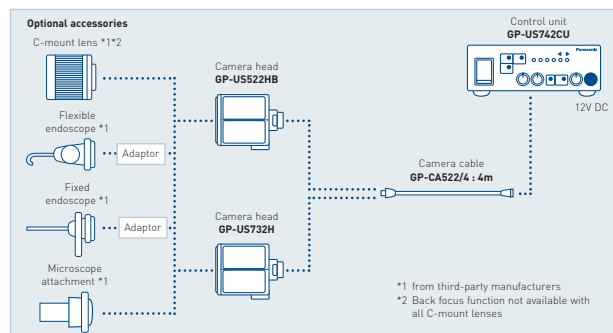 Optional accessories
C-mount lens *1*2
Flexible
endoscope *1
Adaptor
Fixed
endoscope *1
Adaptor
Microscope
attachment *1
Camera head
GP-US522HB
Camera head
GP-US732H
Camera cable
GP-CA522/4 : 4m
Control unit
GP-US742CU
Panasonic
12V DC
*1 from third-party manufacturers
*2 Back focus function not available with
all C-mount lenses